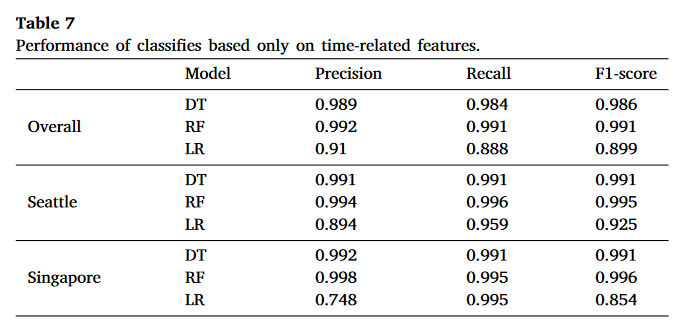 Table 7
Performance of classifies based only on time-related features.
Model Precision Recall F1-score
DT 0.989 0.984 0.986
Overall RF 0.992 0.991 0.991
LR 0.91 0.888 0.899
DT 0.991 0.991 0.991
Seattle RF 0.994 0.996 0.995
LR 0.894 0.959 0.925
DT 0.992 0.991 0.991
Singapore RF 0.998 0.995 0.996
LR 0.748 0.995 0.854